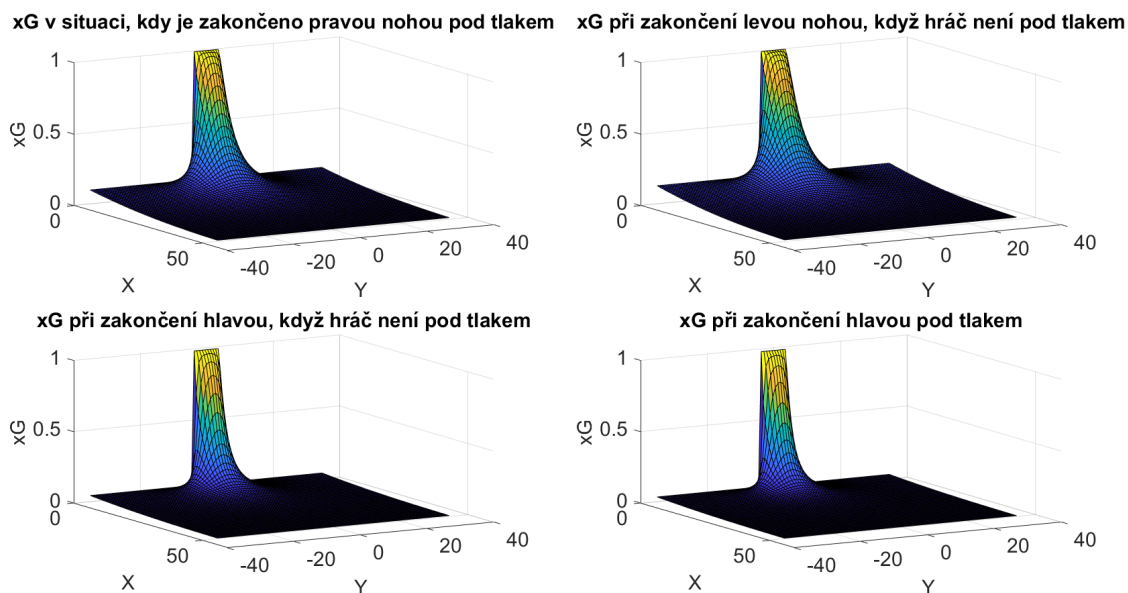 xG v situaci, kdy je zakončeno pravou nohou pod tlakem
1
0.5
0
xG
0
50
X
-40
-20
0
20
40
Y
xG při zakončení levou nohou, když hráč není pod tlakem
1
0.5
0
xG
0
50
X
-40
-20
0
20
40
Y
xG při zakončení hlavou, když hráč není pod tlakem
1
0.5
0
xG
0
50
X
-40
-20
0
20
40
Y
xG při zakončení hlavou pod tlakem
1
0.5
0
xG
0
50
X
-40
-20
0
20
40
Y